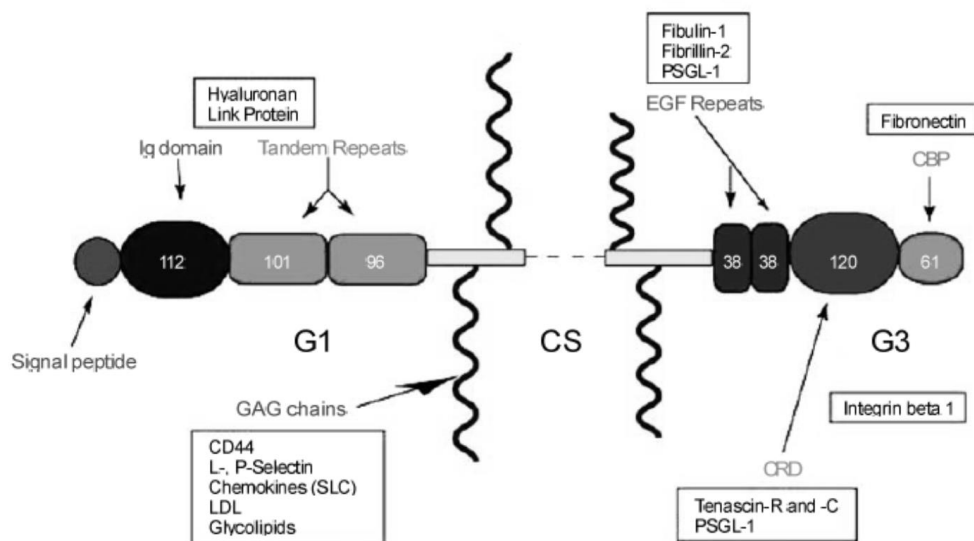 Fibulin-1
Fibrillin-2
PSGL-1
EGF Repeats
Hyaluronan
Link Protein
Ig domain
Tandem Repeats
Fibronectin
CBP
112
101
96
38
38
120
61
Signal peptide
G1
CS
G3
GAG chains
CD44
L-, P-Selectin
Chemokines (SLC)
LDL
Glycolipids
Integrin beta 1
CRD
Tenascin-R and -C
PSGL-1